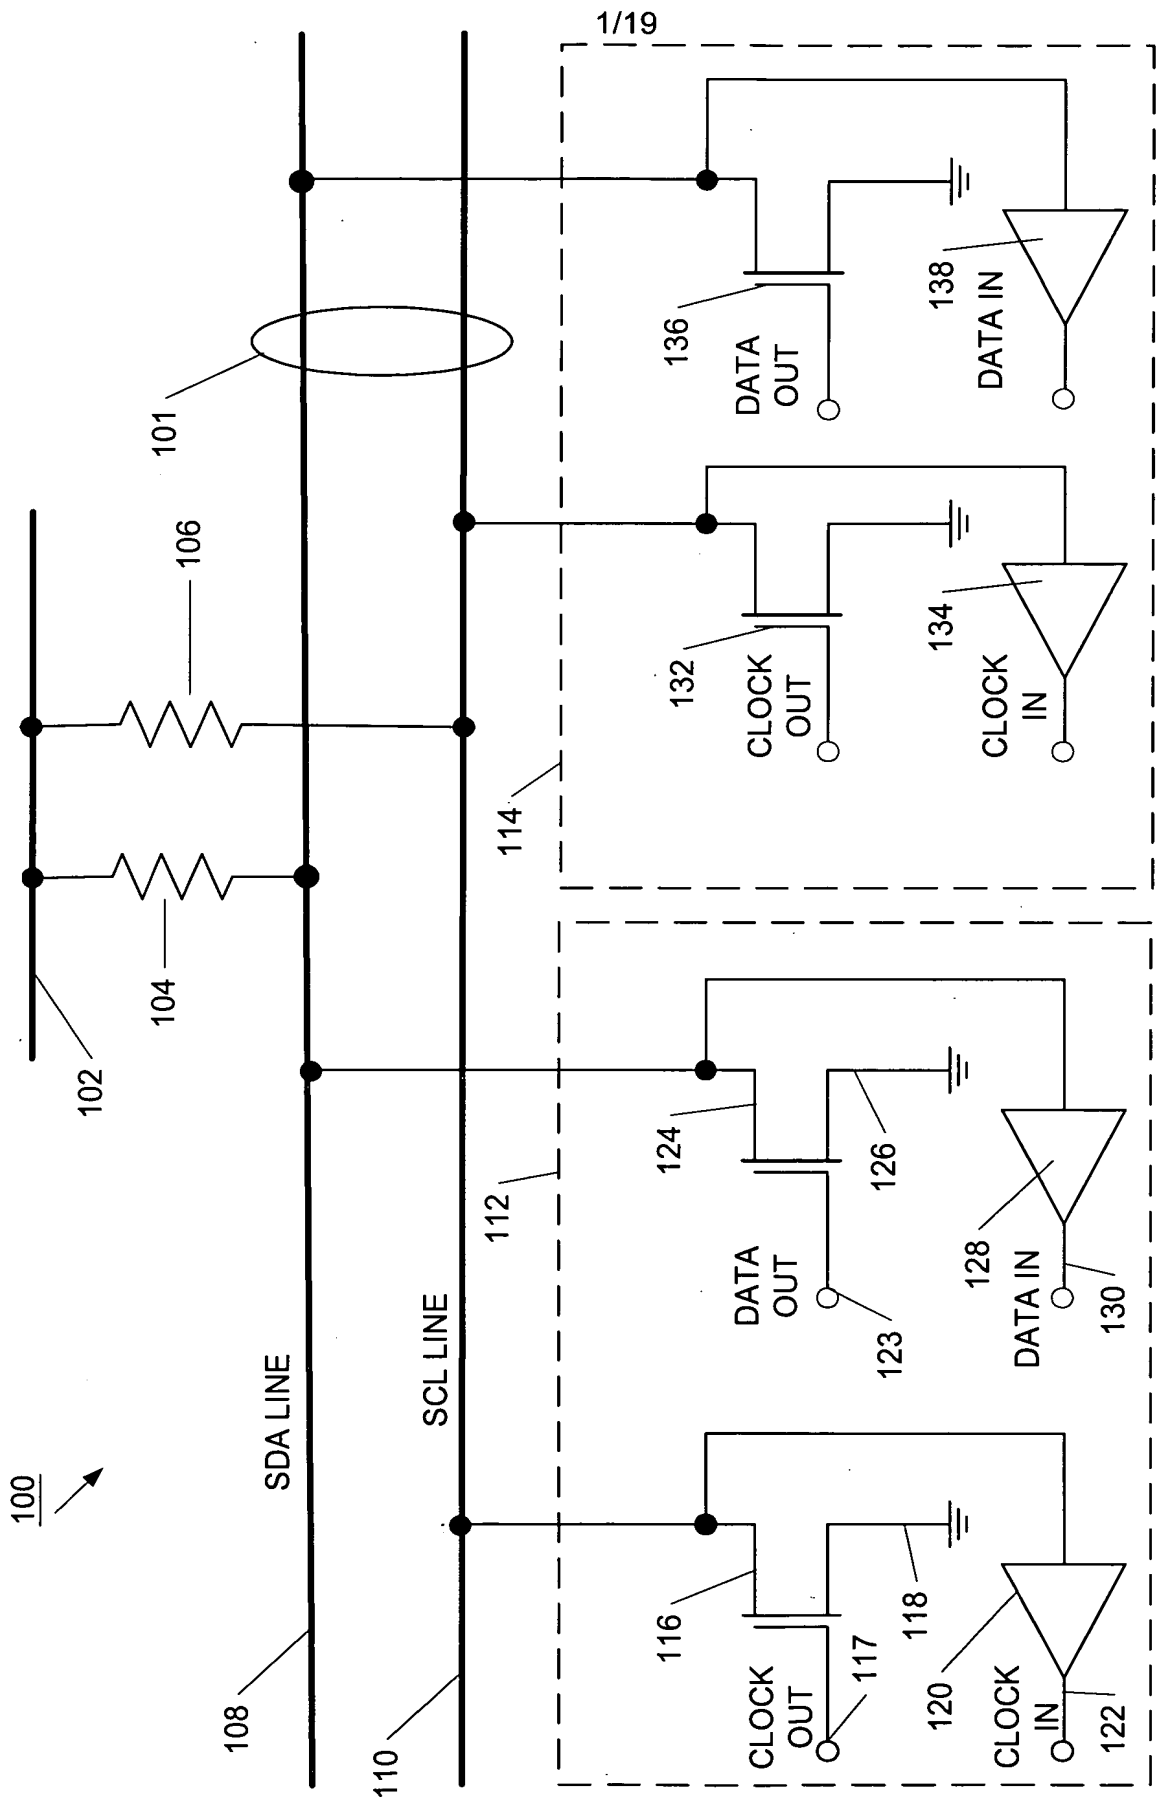 1/19
100
102
104
106
101
SDA LINE
SCL LINE
108
110
112
114
116
117
CLOCK
OUT
118
120
CLOCK
IN
122
124
DATA
OUT
123
126
128
DATA IN
130
132
CLOCK
OUT
134
CLOCK
IN
136
DATA
OUT
138
DATA IN